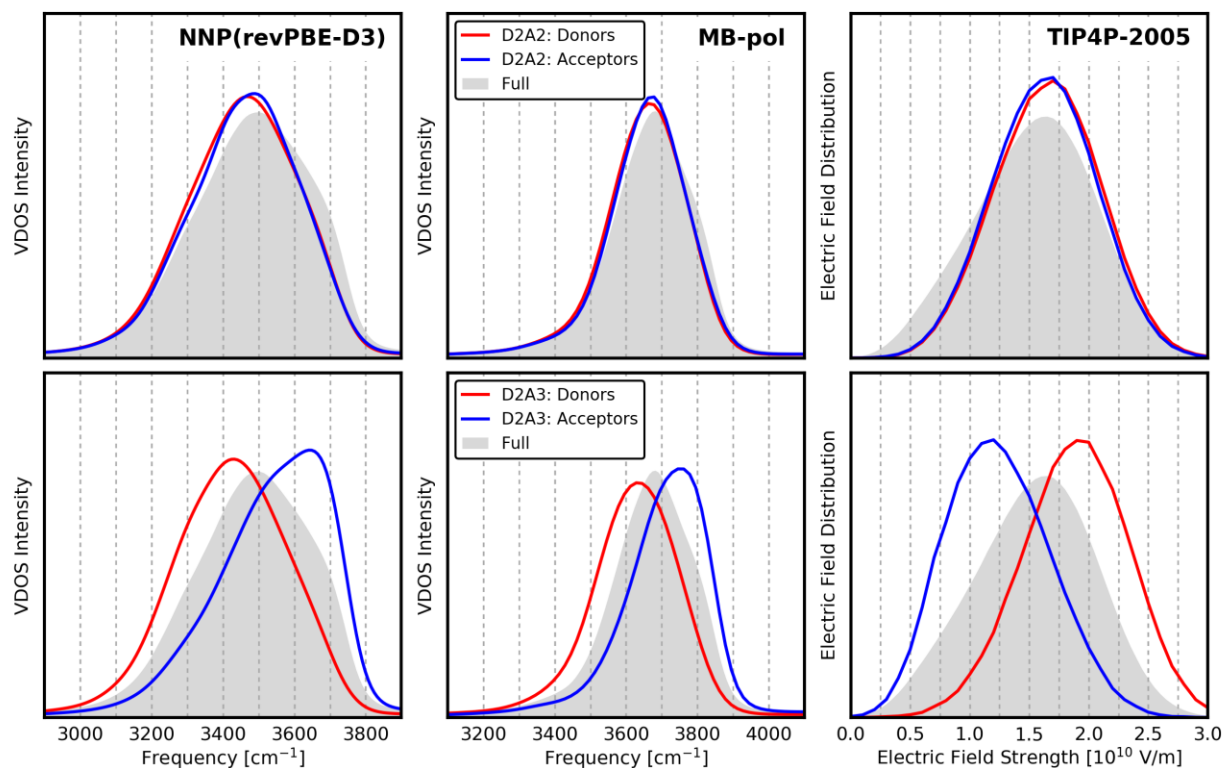 NNP(revPBE-D3)
VDOS Intensity
D2A2: Donors
D2A2: Acceptors
Full
MB-pol
VDOS Intensity
TIP4P-2005
Electric Field Distribution
VDOS Intensity
3000 3200 3400 3600 3800
Frequency [cm⁻¹]
D2A3: Donors
D2A3: Acceptors
Full
VDOS Intensity
3200 3400 3600 3800 4000
Frequency [cm⁻¹]
Electric Field Distribution
0.0 0.5 1.0 1.5 2.0 2.5 3.0
Electric Field Strength [10¹⁰ V/m]